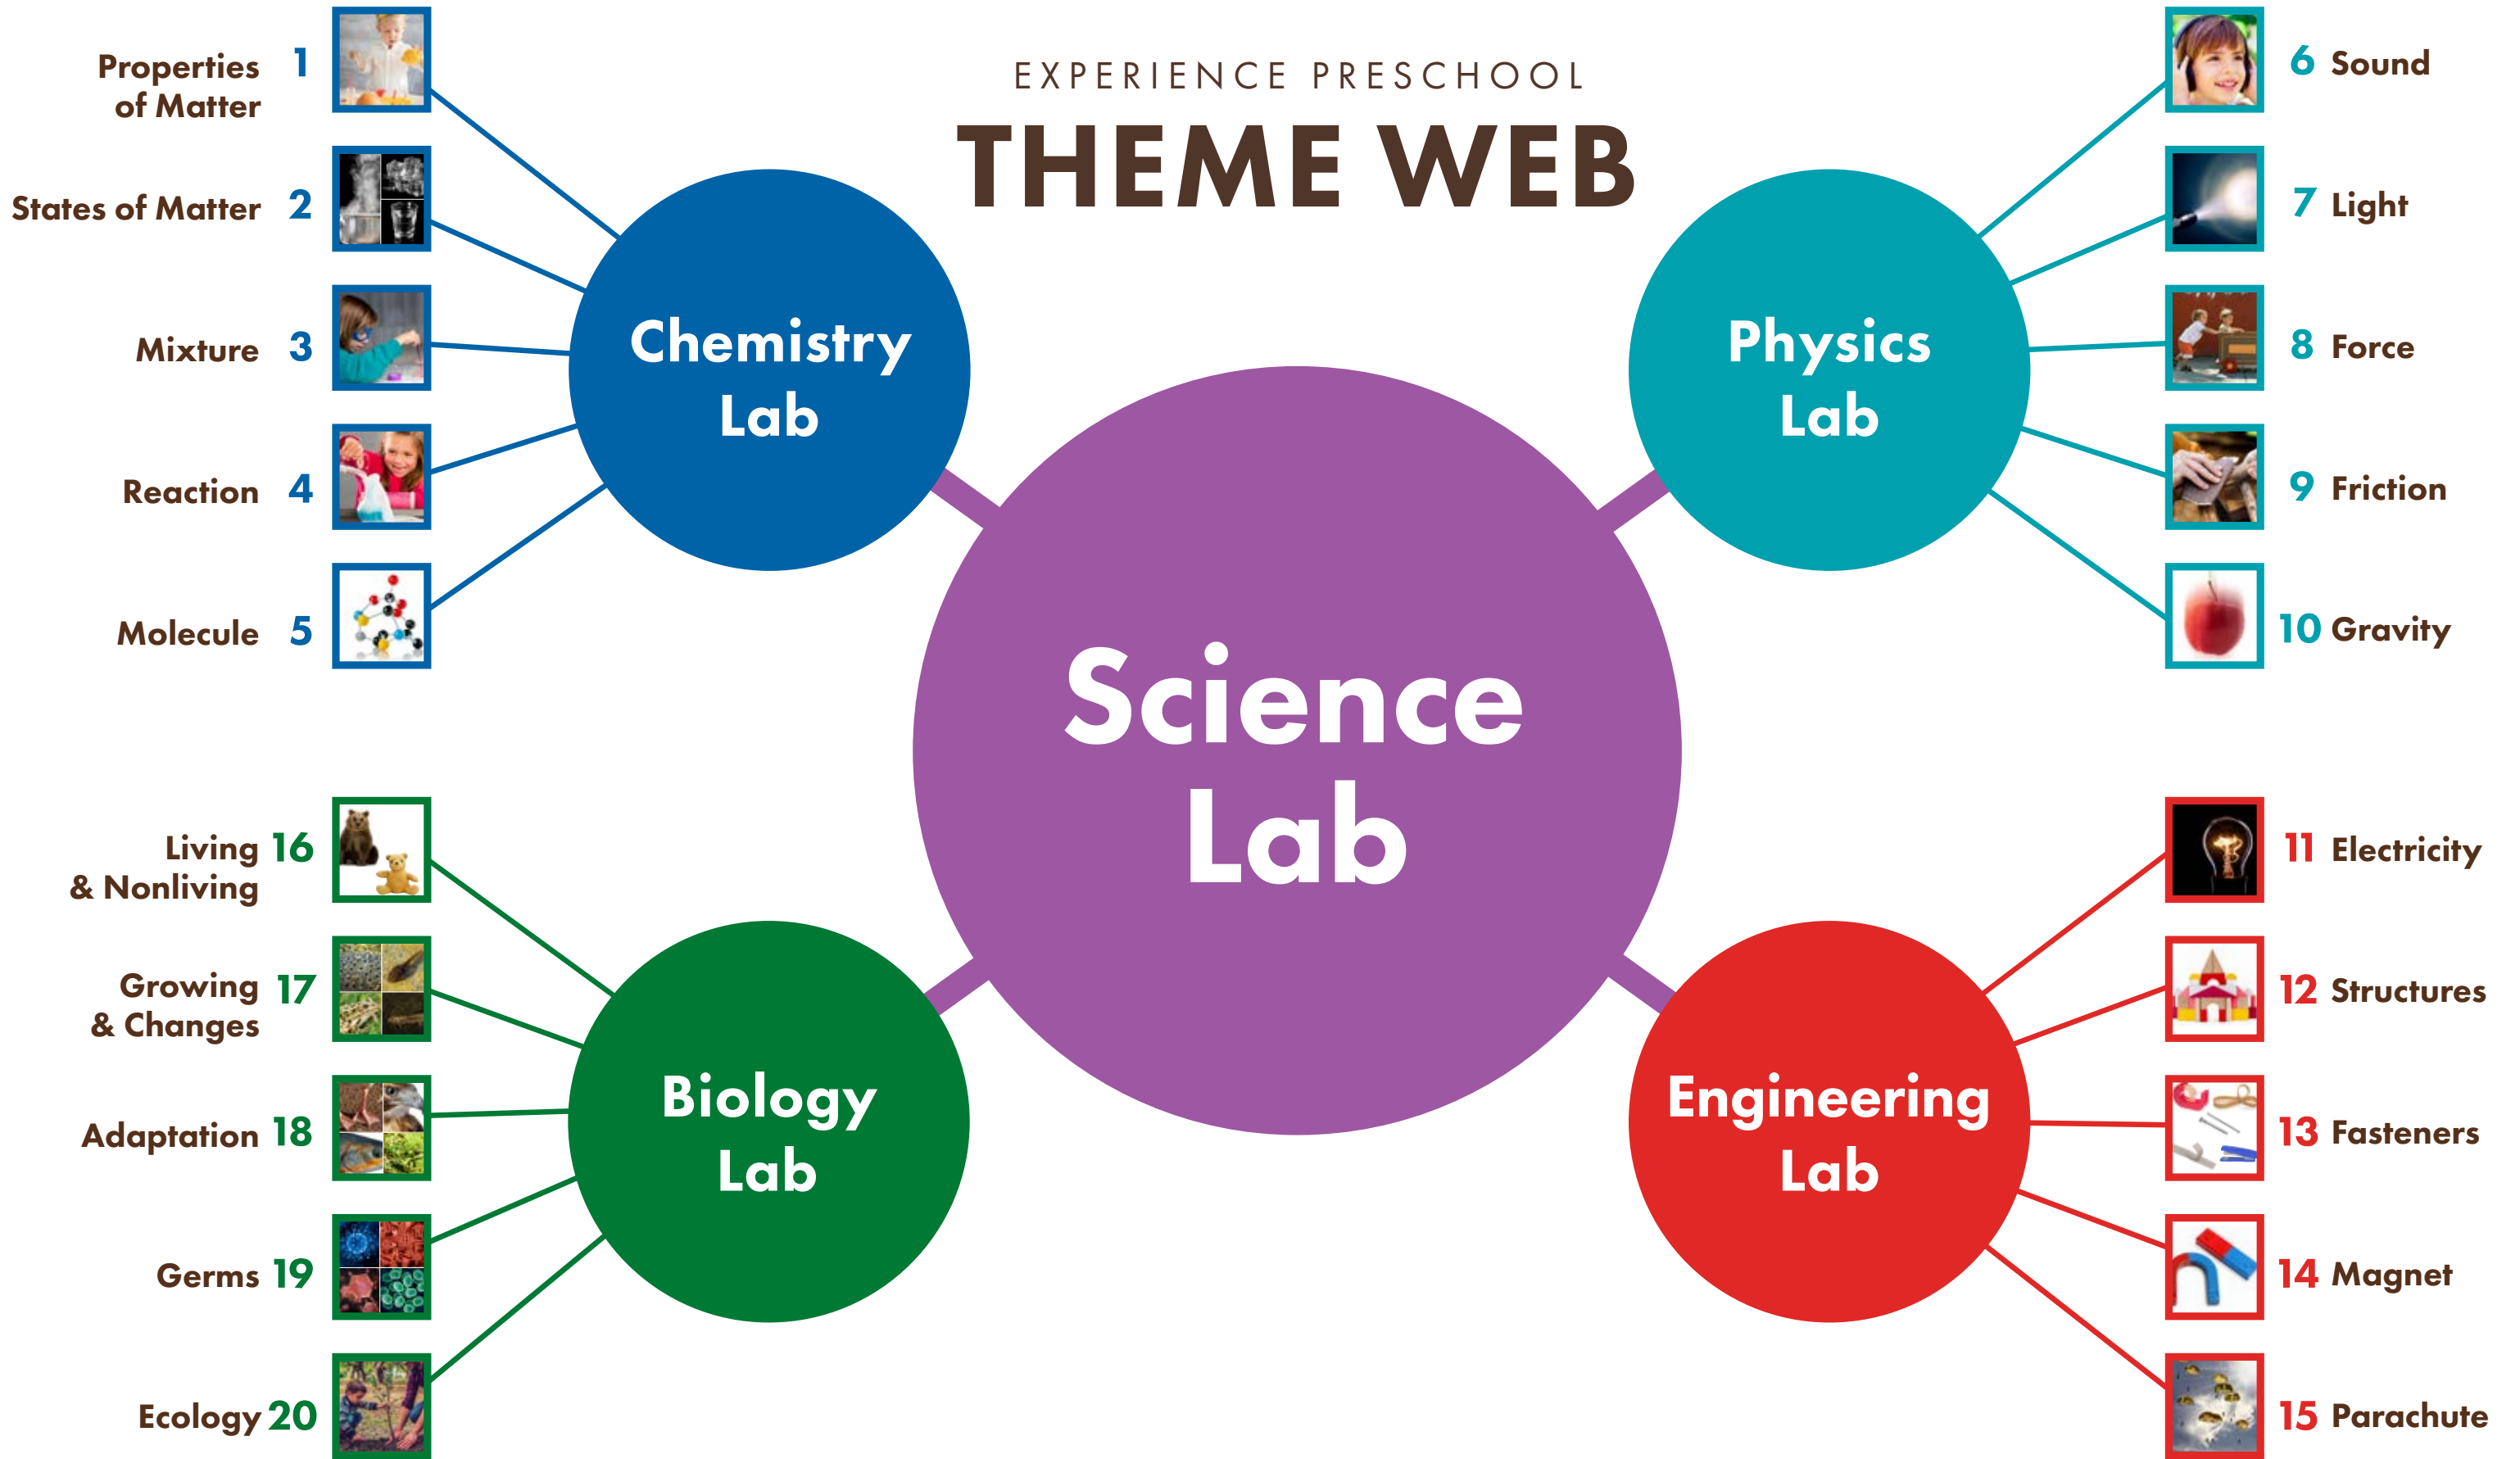 EXPERIENCE PRESCHOOL
THEME WEB
Science
Lab
Chemistry
Lab
Properties 1
of Matter
States of Matter 2
Mixture 3
Reaction 4
Molecule 5
Physics
Lab
6 Sound
7 Light
8 Force
9 Friction
10 Gravity
Engineering
Lab
11 Electricity
12 Structures
13 Fasteners
14 Magnet
15 Parachute
Biology
Lab
Living 16
& Nonliving
Growing 17
& Changes
Adaptation 18
Germs 19
Ecology 20